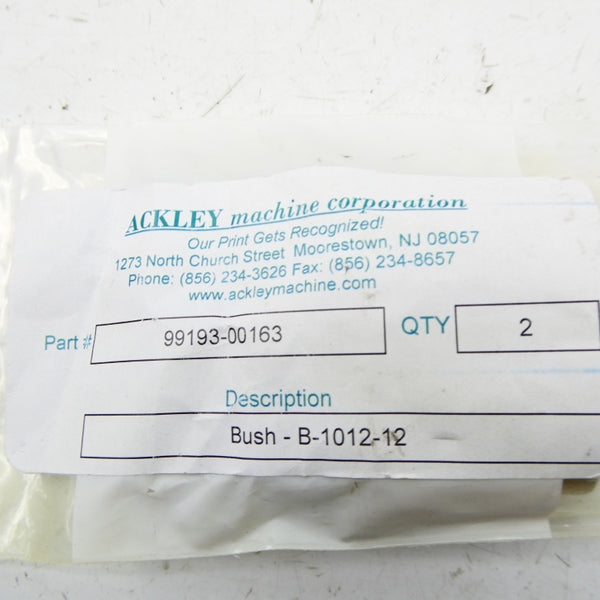 ACKLEY machine corporation
Our Print Gets Recognized!
1273 North Church Street Moorestown, NJ 08057
Phone: (856) 234-3626 Fax: (856) 234-8657
www.ackleymachine.com
Part # 99193-00163 QTY 2
Description
Bush - B-1012-12